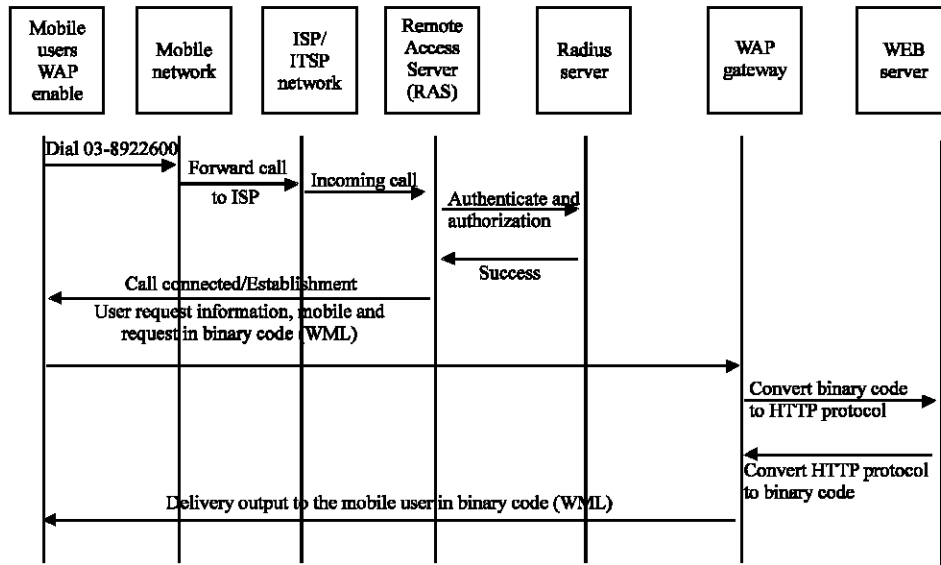 Mobile
users
WAP
enable
Mobile
network
ISP/
ITSP
network
Remote
Access
Server
(RAS)
Radius
server
WAP
gateway
WEB
server
Dial 03-8922600
Forward call
to ISP
Incoming call
Authenticate and
authorization
Success
Call connected/Establishment
User request information, mobile and
request in binary code (WML)
Convert binary code
to HTTP protocol
Convert HTTP protocol
to binary code
Delivery output to the mobile user in binary code (WML)